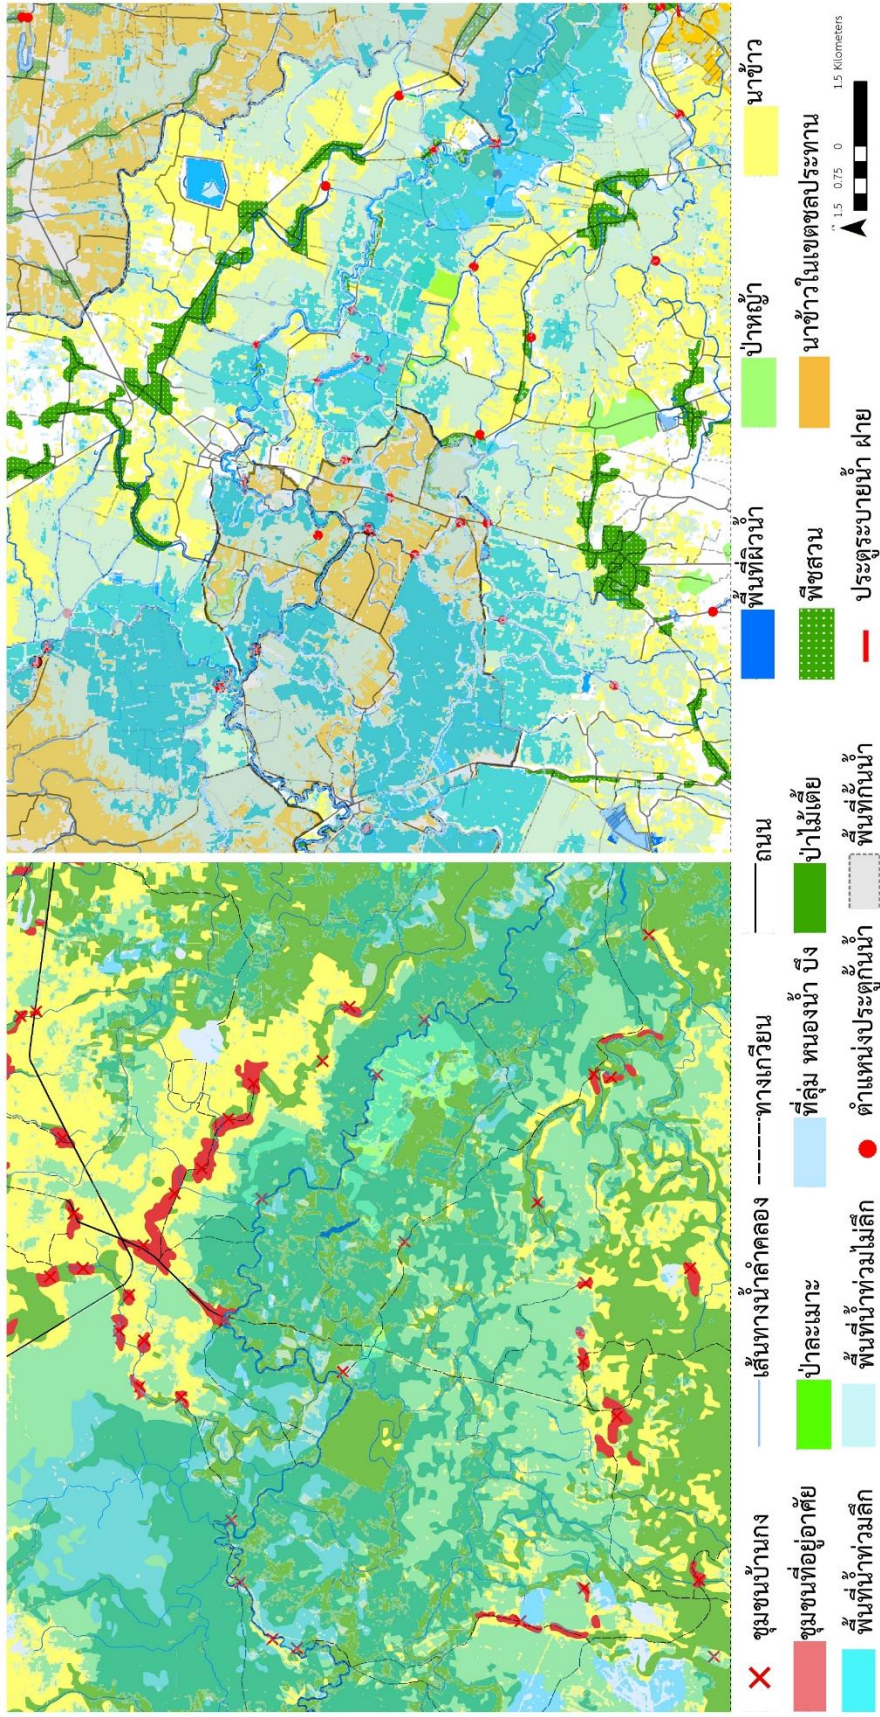 ชุมชนบ้านกง
เส้นทางน้ำลำคลอง
ทางเกวียน
ถนน
พื้นที่ผิวน้ำ
ป่าหญ้า
นาข้าว
ชุมชนที่อยู่อาศัย
ป่าละเมาะ
ที่ลุ่ม หนองน้ำ บึง
ป่าไม้เตี้ย
พืชสวน
นาข้าวในเขตชลประทาน
พื้นที่น้ำท่วมลึก
พื้นที่น้ำท่วมไม่ลึก
ตำแหน่งประตูกั้นน้ำ
พื้นที่กันน้ำ
ประตูระบายน้ำ ฝาย
1.5 0.75 0 1.5 Kilometers